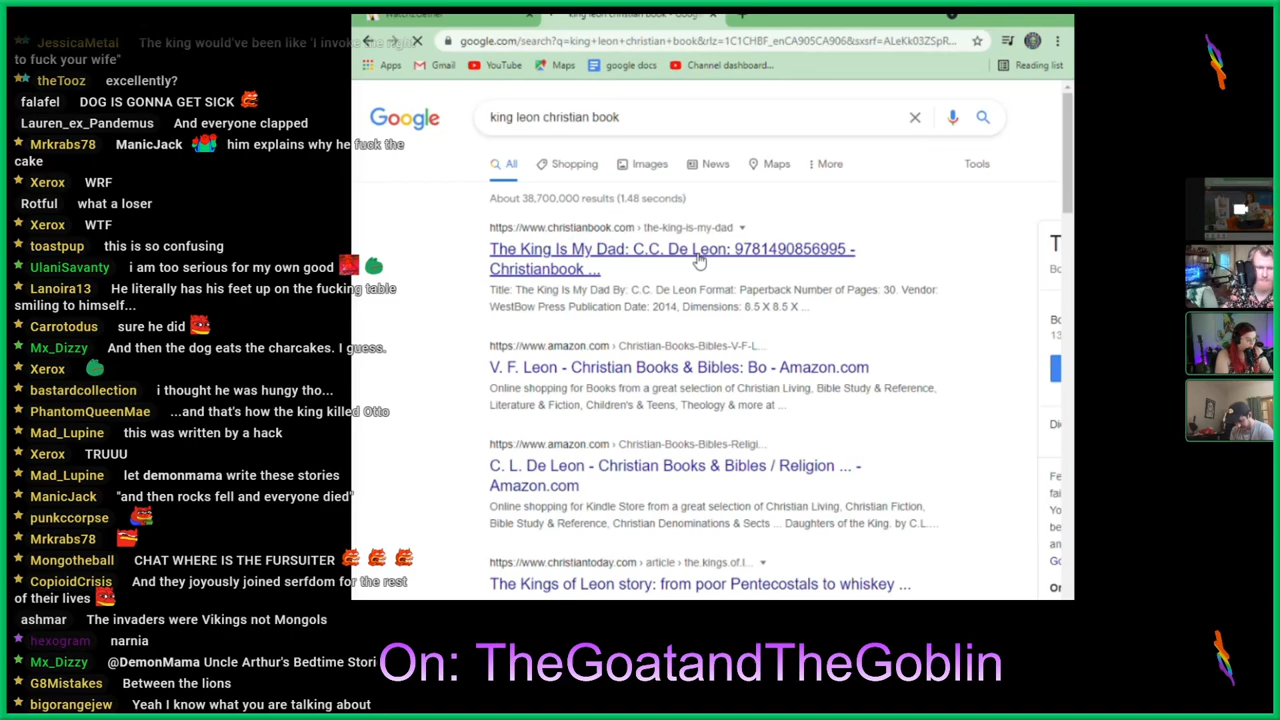 JessicaMetal The king would've been like 'I invoke the right
to fuck your wife"
theTooz excellently?
falafel DOG IS GONNA GET SICK
Lauren_ex_Pandemus And everyone clapped
Mrkrabs78 ManicJack him explains why he fuck the
cake
Xerox WRF
Rotful what a loser
Xerox WTF
toastpup this is so confusing
UlaniSavanty i am too serious for my own good
Lanoira13 He literally has his feet up on the fucking table
smiling to himself...
Carrotodus sure he did
Mx_Dizzy And then the dog eats the charcakes. I guess.
Xerox
bastardcollection i thought he was hungy tho...
PhantomQueenMae ...and that's how the king killed Otto
Mad_Lupine this was written by a hack
Xerox TRUUU
Mad_Lupine let demonmama write these stories
ManicJack "and then rocks fell and everyone died"
punkccorpse
Mrkrabs78
Mongotheball CHAT WHERE IS THE FURSUITER
CopioidCrisis And they joyously joined serfdom for the rest
of their lives
ashmar The invaders were Vikings not Mongols
hexogram narnia
Mx_Dizzy @DemonMama Uncle Arthur's Bedtime Stori
G8Mistakes Between the lions
bigorangejew Yeah I know what you are talking about
king leon christian book - Goog
google.com/search?q=king+leon+christian+book&rlz=1C1CHBF_enCA905CA906&sxsrf=ALeKk03ZSpR...
Apps Gmail YouTube Maps google docs Channel dashboard... Reading list
Google king leon christian book
All Shopping Images News Maps More Tools
About 38,700,000 results (1.48 seconds)
https://www.christianbook.com › the-king-is-my-dad
The King Is My Dad: C.C. De Leon: 9781490856995 -
Christianbook ...
Title: The King Is My Dad By: C.C. De Leon Format: Paperback Number of Pages: 30. Vendor:
WestBow Press Publication Date: 2014, Dimensions: 8.5 X 8.5 X ...
https://www.amazon.com › Christian-Books-Bibles-V-F-L...
V. F. Leon - Christian Books & Bibles: Bo - Amazon.com
Online shopping for Books from a great selection of Christian Living, Bible Study & Reference,
Literature & Fiction, Children's & Teens, Theology & more at ...
https://www.amazon.com › Christian-Books-Bibles-Religi...
C. L. De Leon - Christian Books & Bibles / Religion ... -
Amazon.com
Online shopping for Kindle Store from a great selection of Christian Books, Christian Fiction,
Bible Study & Reference, Christian Denominations & Sects ... Daughters of the King. by C.L....
https://www.christiantoday.com › article › the.kings.of.l...
The Kings of Leon story: from poor Pentecostals to whiskey ...
On: TheGoatandTheGoblin